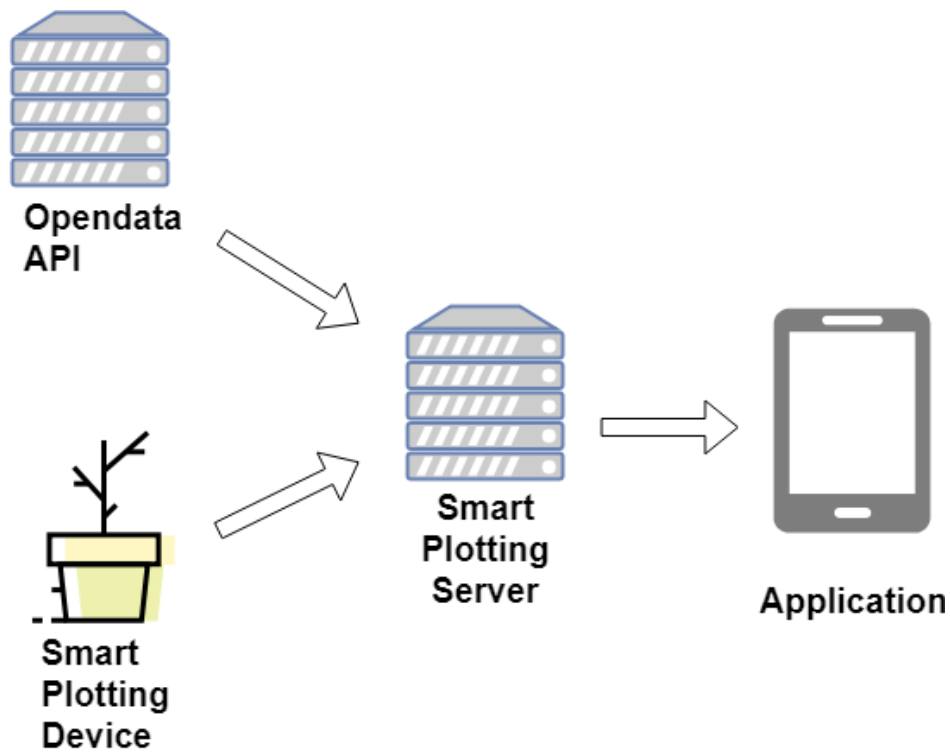 Opendata
API
Smart
Plotting
Server
Application
Smart
Plotting
Device